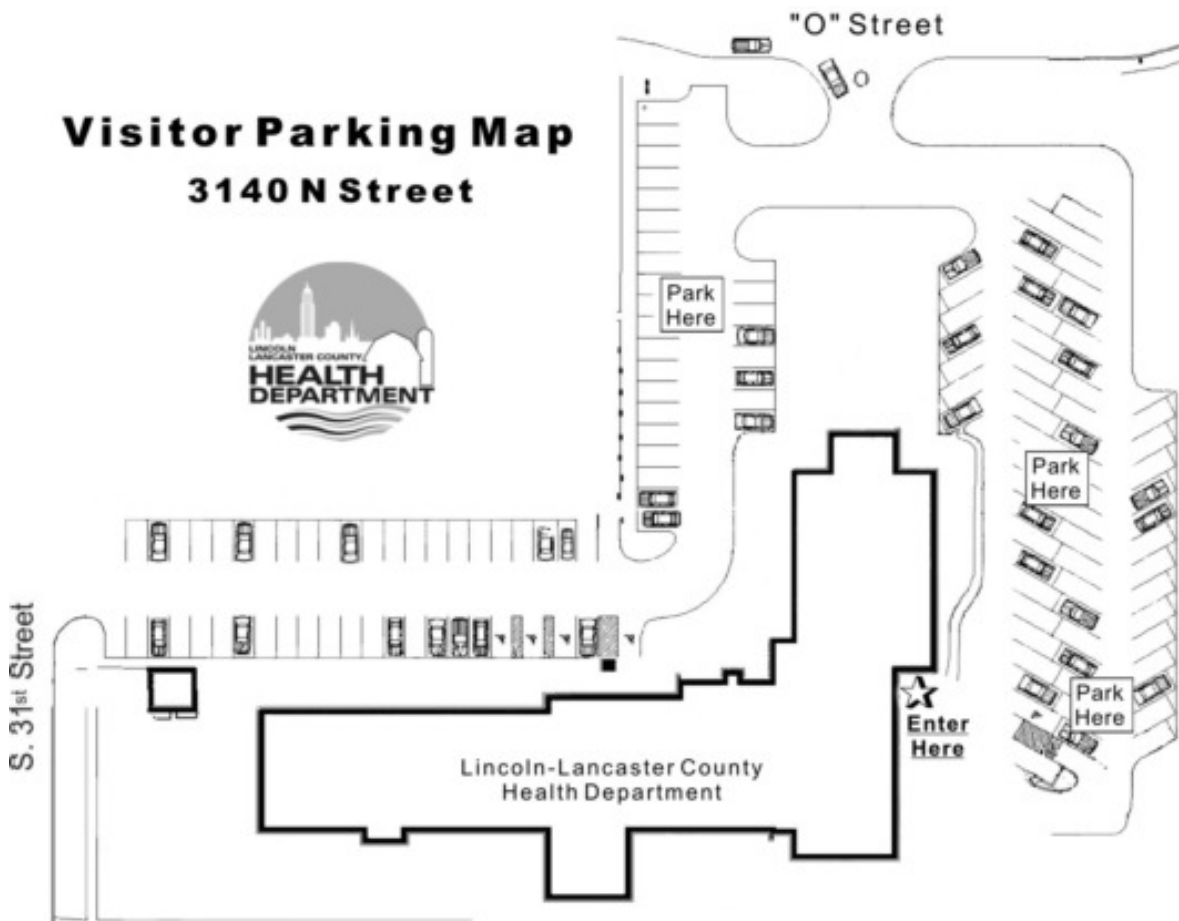 "O" Street
Visitor Parking Map
3140 N Street
LINCOLN
LANCASTER COUNTY
HEALTH
DEPARTMENT
Park
Here
Park
Here
Park
Here
S. 31st Street
Enter
Here
Lincoln-Lancaster County
Health Department